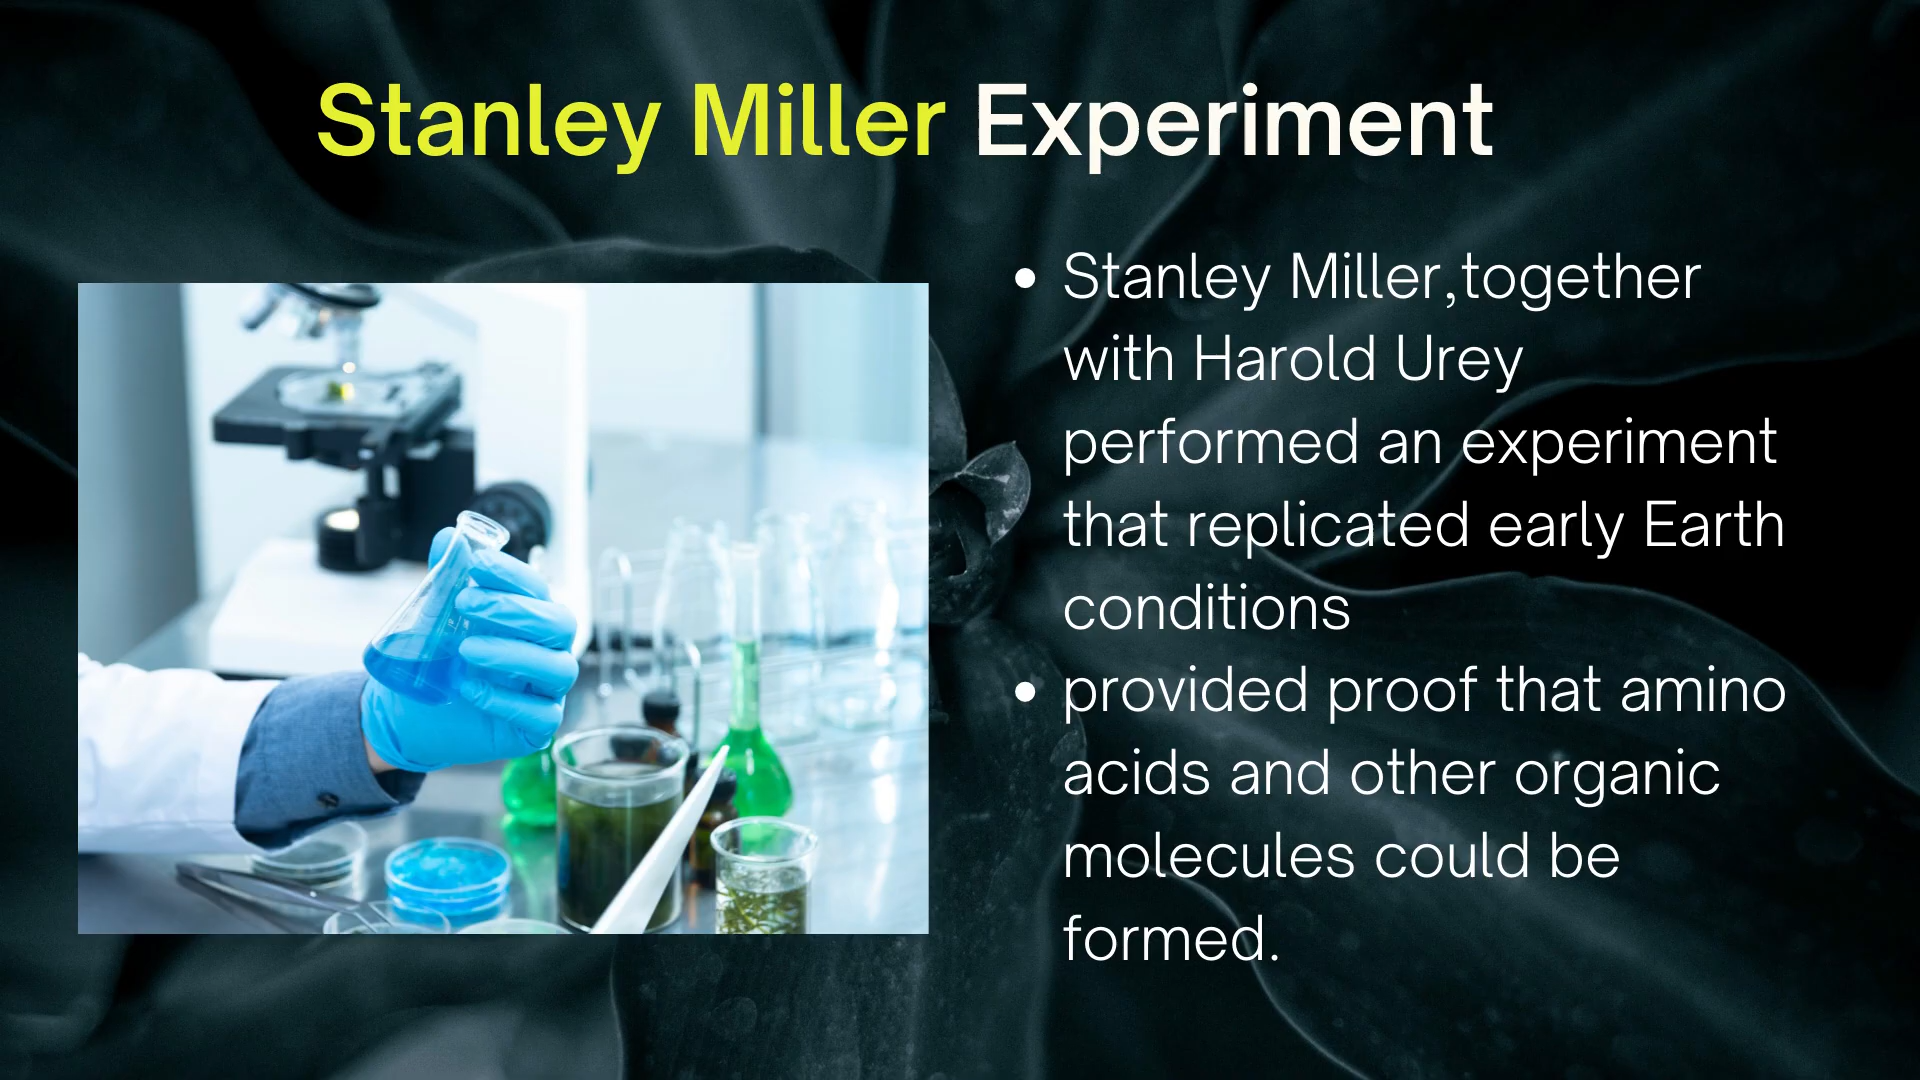 Stanley Miller Experiment
• Stanley Miller,together
with Harold Urey
performed an experiment
that replicated early Earth
conditions
• provided proof that amino
acids and other organic
molecules could be
formed.